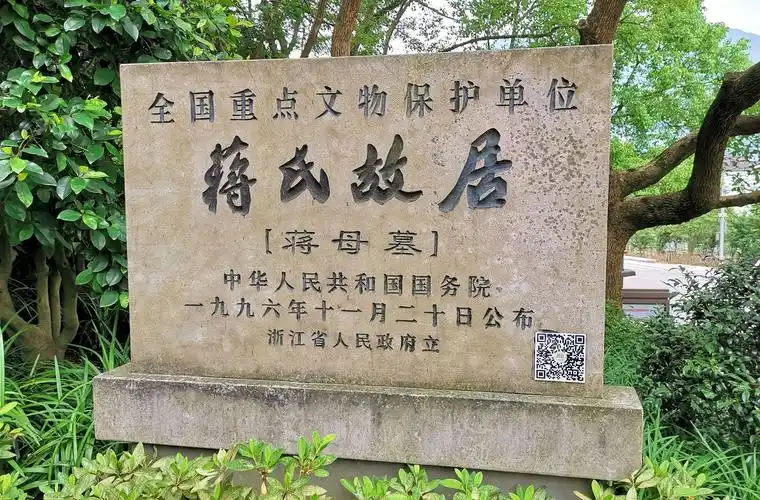 全国重点文物保护单位
蒋氏故居
[蒋母墓]
中华人民共和国国务院
一九九六年十一月二十日公布
浙江省人民政府立